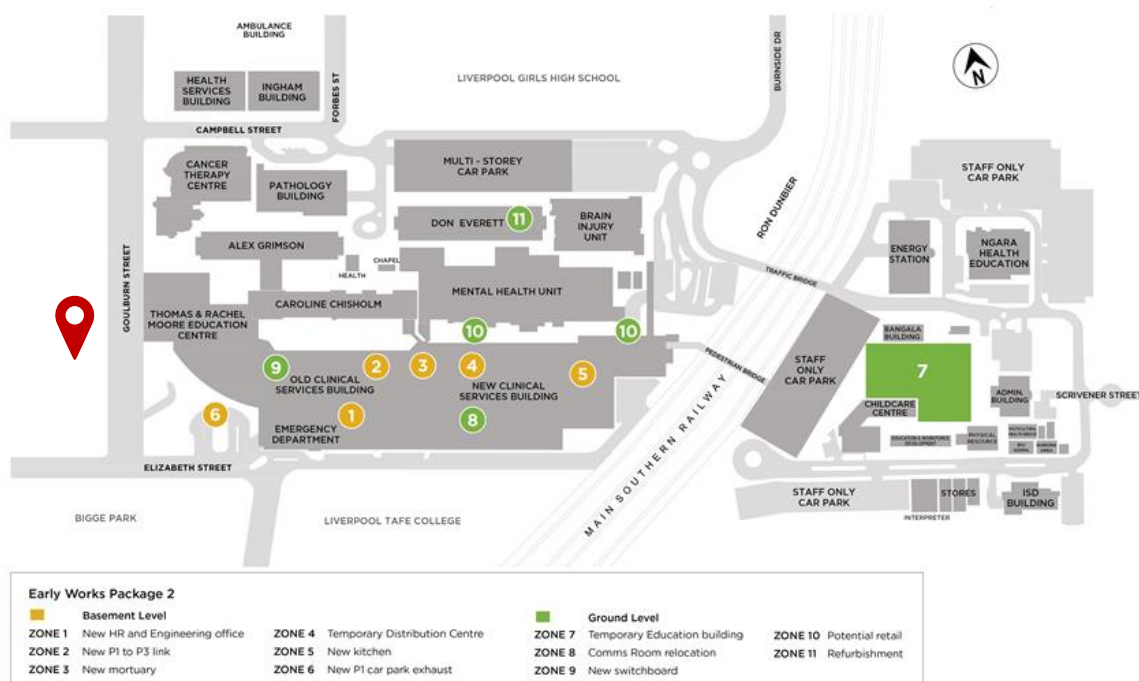 AMBULANCE
BUILDING
HEALTH
SERVICES
BUILDING
INGHAM
BUILDING
FORBES ST
LIVERPOOL GIRLS HIGH SCHOOL
BURNSIDE DR
N
CAMPBELL STREET
CANCER
THERAPY
CENTRE
PATHOLOGY
BUILDING
MULTI - STOREY
CAR PARK
STAFF ONLY
CAR PARK
DON EVERETT
11
BRAIN
INJURY
UNIT
RON DUNBIER
ALEX GRIMSON
HEALTH
CHAPEL
ENERGY
STATION
NGARA
HEALTH
EDUCATION
GOULBURN STREET
TRAFFIC BRIDGE
THOMAS & RACHEL
MOORE EDUCATION
CENTRE
CAROLINE CHISHOLM
MENTAL HEALTH UNIT
10
10
BANGALA
BUILDING
STAFF
ONLY
CAR PARK
PEDESTRIAN BRIDGE
7
9
OLD CLINICAL
SERVICES BUILDING
2
3
4
NEW CLINICAL
SERVICES BUILDING
5
ADMIN.
BUILDING
SCRIVENER STREET
CHILDCARE
CENTRE
6
1
8
EMERGENCY
DEPARTMENT
EDUCATION & WORKFORCE
DEVELOPMENT
PHYSICAL
RESOURCE
ELIZABETH STREET
MAIN SOUTHERN RAILWAY
STAFF ONLY
CAR PARK
STORES
ISD
BUILDING
INTERPRETER
BIGGE PARK
LIVERPOOL TAFE COLLEGE
Early Works Package 2
Basement Level
ZONE 1 New HR and Engineering office
ZONE 2 New P1 to P3 link
ZONE 3 New mortuary
ZONE 4 Temporary Distribution Centre
ZONE 5 New kitchen
ZONE 6 New P1 car park exhaust
Ground Level
ZONE 7 Temporary Education building
ZONE 8 Comms Room relocation
ZONE 9 New switchboard
ZONE 10 Potential retail
ZONE 11 Refurbishment